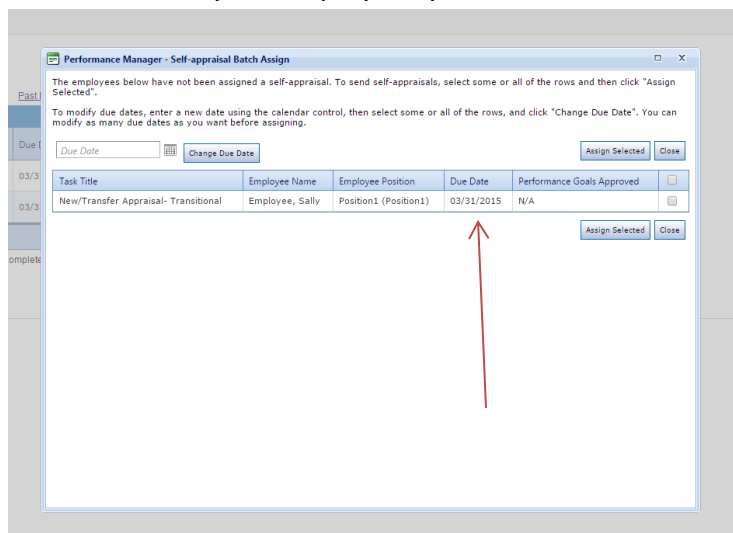 Performance Manager - Self-appraisal Batch Assign
The employees below have not been assigned a self-appraisal. To send self-appraisals, select some or all of the rows and then click "Assign
Selected".
To modify due dates, enter a new date using the calendar control, then select some or all of the rows, and click "Change Due Date". You can
modify as many due dates as you want before assigning.
Due Date Change Due Date Assign Selected Close
Task Title Employee Name Employee Position Due Date Performance Goals Approved
New/Transfer Appraisal- Transitional Employee, Sally Position1 (Position1) 03/31/2015 N/A
Assign Selected Close
Past
Due
03/3
03/3
omplete